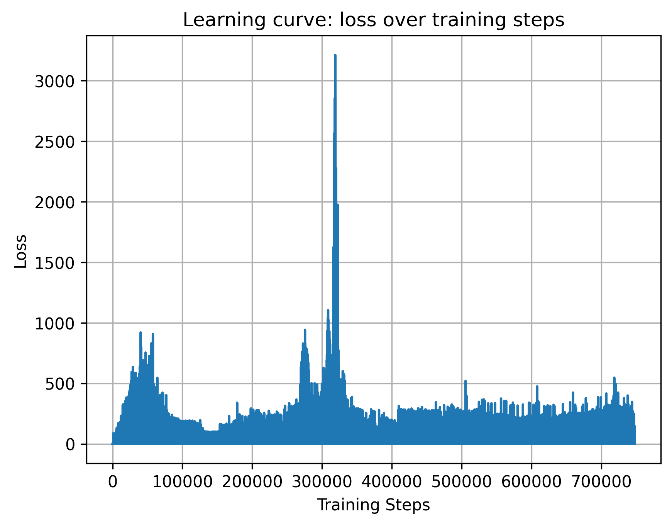 Learning curve: loss over training steps
3000
2500
2000
1500
1000
500
0
Loss
0 100000 200000 300000 400000 500000 600000 700000
Training Steps